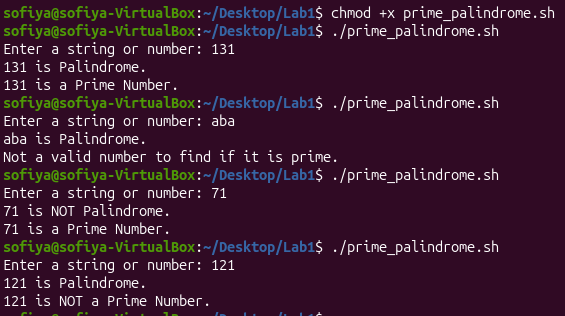 sofiya@sofiya-VirtualBox:~/Desktop/Lab1$ chmod +x prime_palindrome.sh
sofiya@sofiya-VirtualBox:~/Desktop/Lab1$ ./prime_palindrome.sh
Enter a string or number: 131
131 is Palindrome.
131 is a Prime Number.
sofiya@sofiya-VirtualBox:~/Desktop/Lab1$ ./prime_palindrome.sh
Enter a string or number: aba
aba is Palindrome.
Not a valid number to find if it is prime.
sofiya@sofiya-VirtualBox:~/Desktop/Lab1$ ./prime_palindrome.sh
Enter a string or number: 71
71 is NOT Palindrome.
71 is a Prime Number.
sofiya@sofiya-VirtualBox:~/Desktop/Lab1$ ./prime_palindrome.sh
Enter a string or number: 121
121 is Palindrome.
121 is NOT a Prime Number.